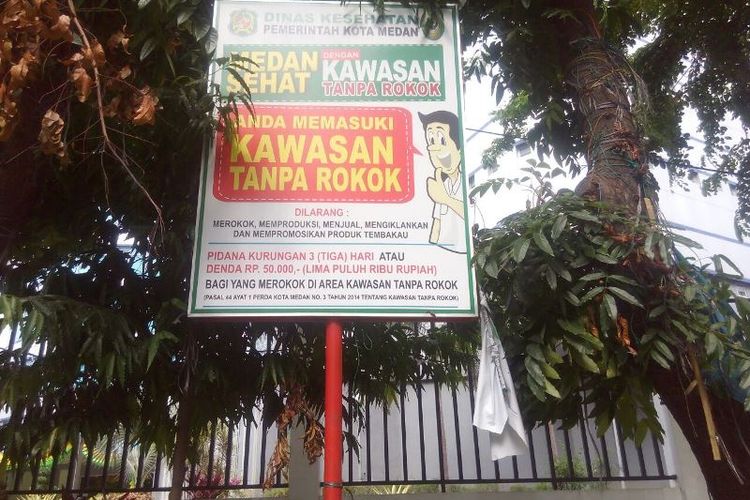 DINAS KESEHATAN
PEMERINTAH KOTA MEDAN
MEDAN SEHAT
DENGAN
KAWASAN
TANPA ROKOK
ANDA MEMASUKI
KAWASAN
TANPA ROKOK
DILARANG :
MEROKOK, MEMPRODUKSI, MENJUAL, MENGIKLANKAN
DAN MEMPROMOSIKAN PRODUK TEMBAKAU
PIDANA KURUNGAN 3 (TIGA) HARI ATAU
DENDA RP. 50.000,- (LIMA PULUH RIBU RUPIAH)
BAGI YANG MEROKOK DI AREA KAWASAN TANPA ROKOK
(PASAL 44 AYAT 1 PERDA KOTA MEDAN NO. 3 TAHUN 2014 TENTANG KAWASAN TANPA ROKOK)